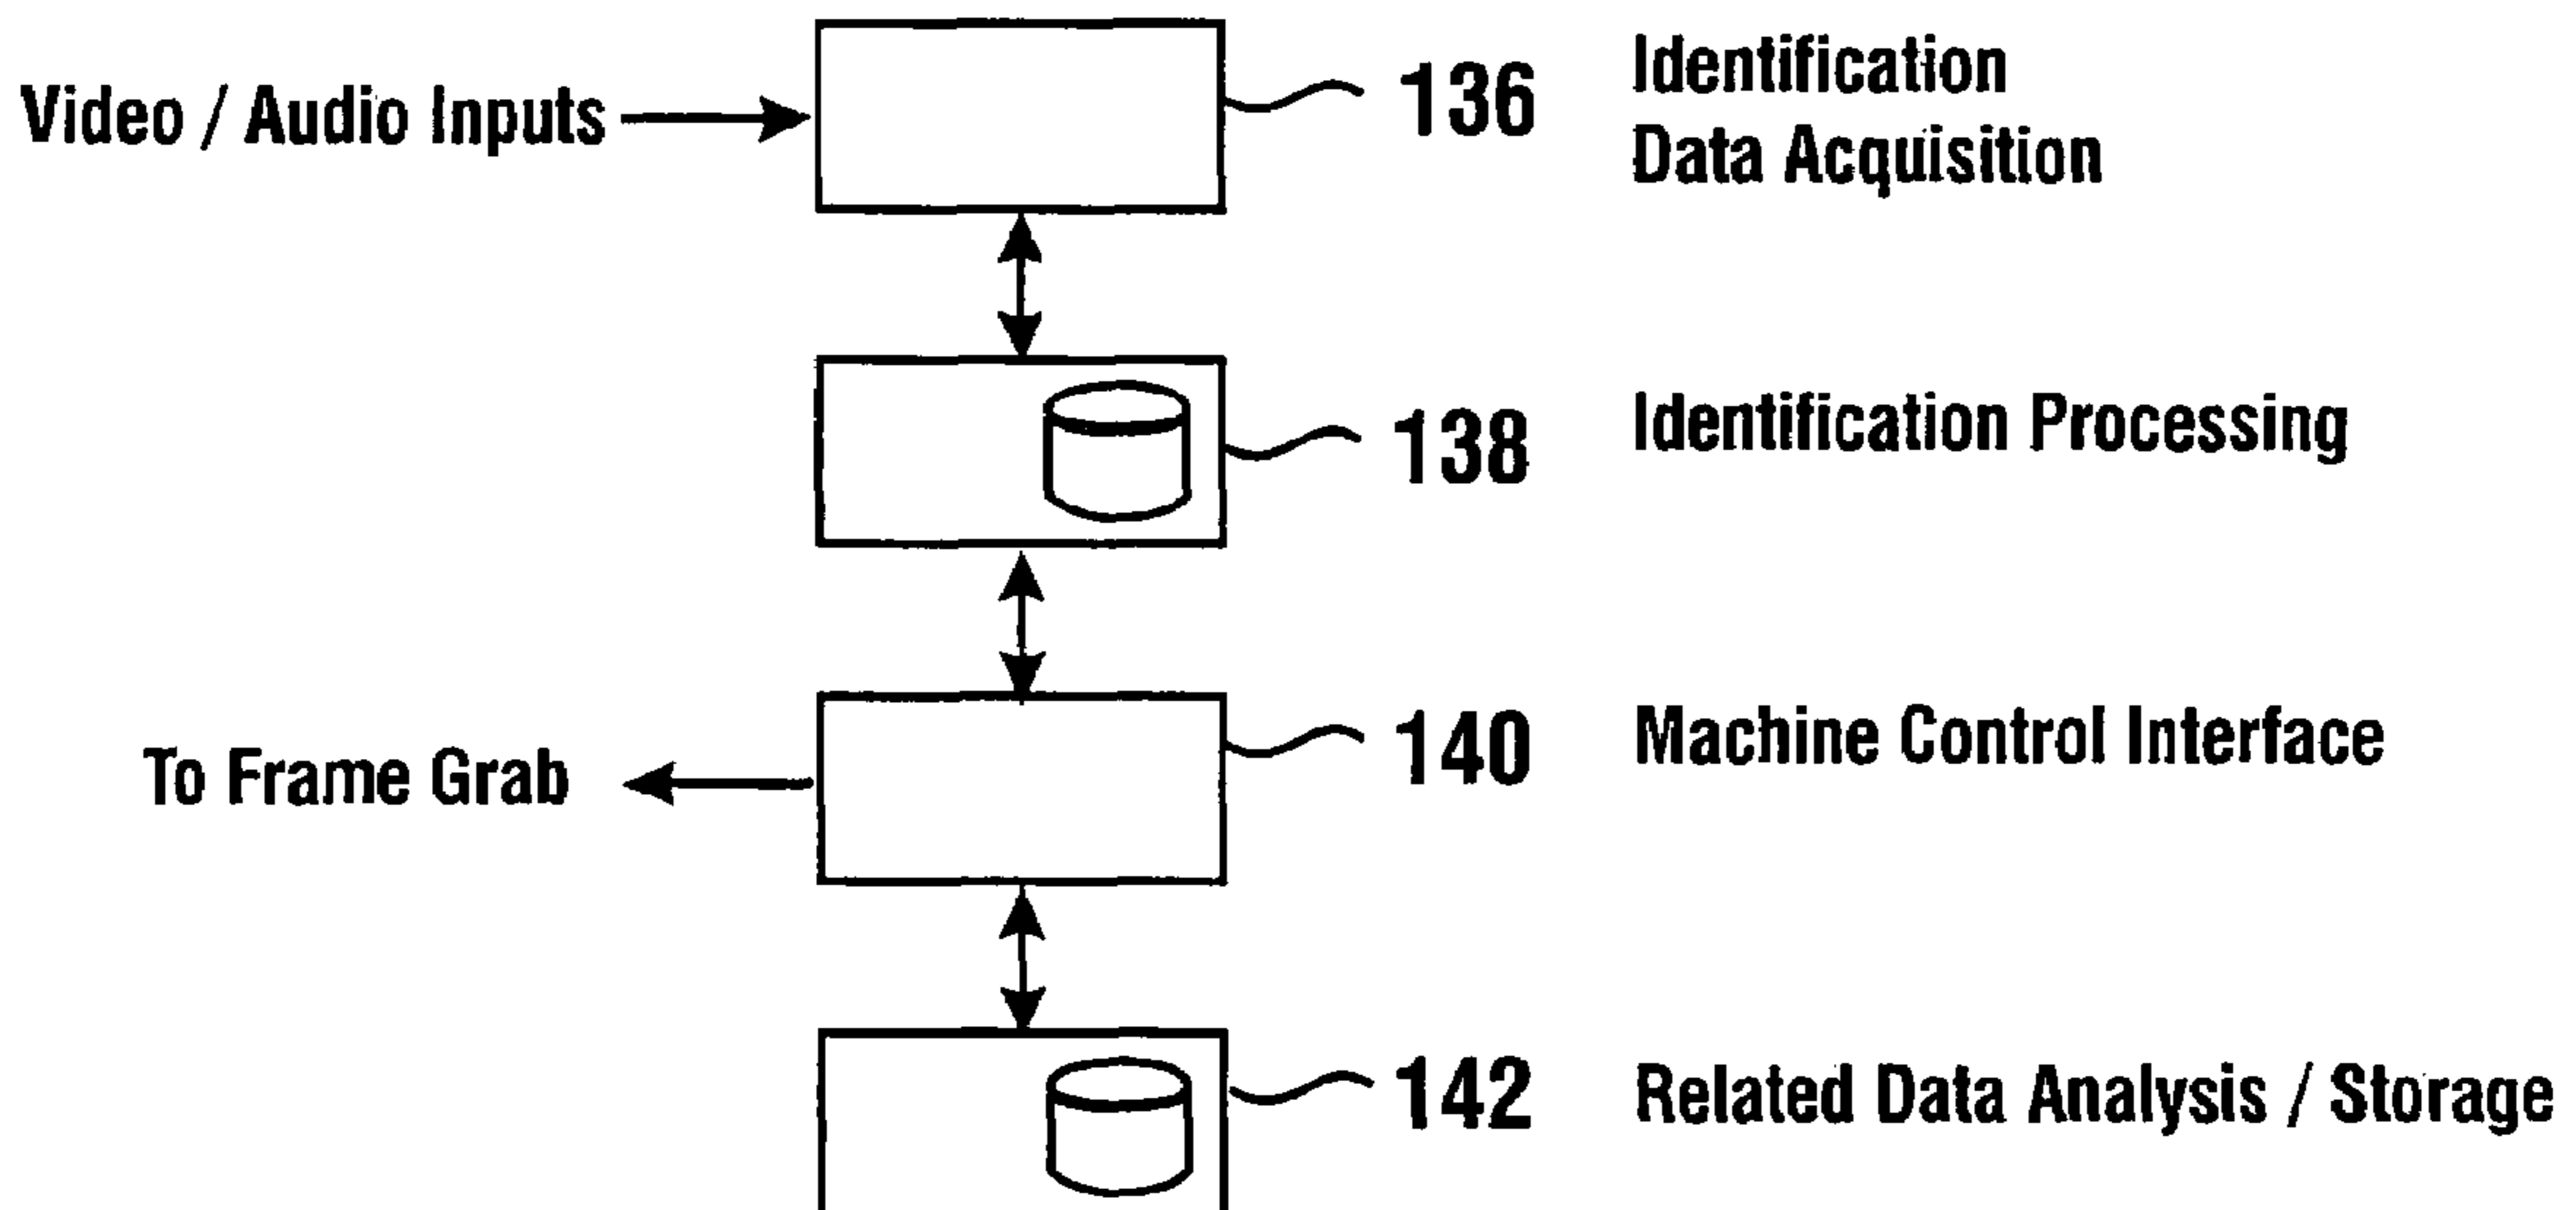 Video / Audio Inputs
136
Identification
Data Acquisition
138
Identification Processing
To Frame Grab
140
Machine Control Interface
142
Related Data Analysis / Storage